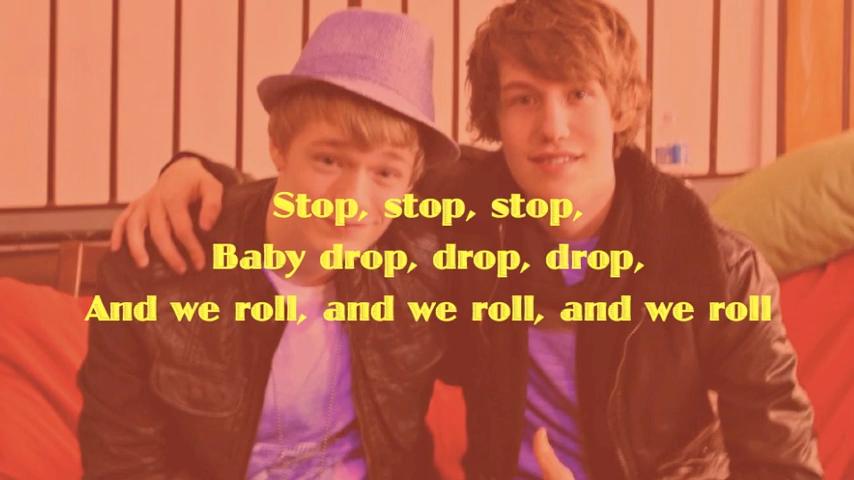 Stop, stop, stop,
Baby drop, drop, drop,
And we roll, and we roll, and we roll